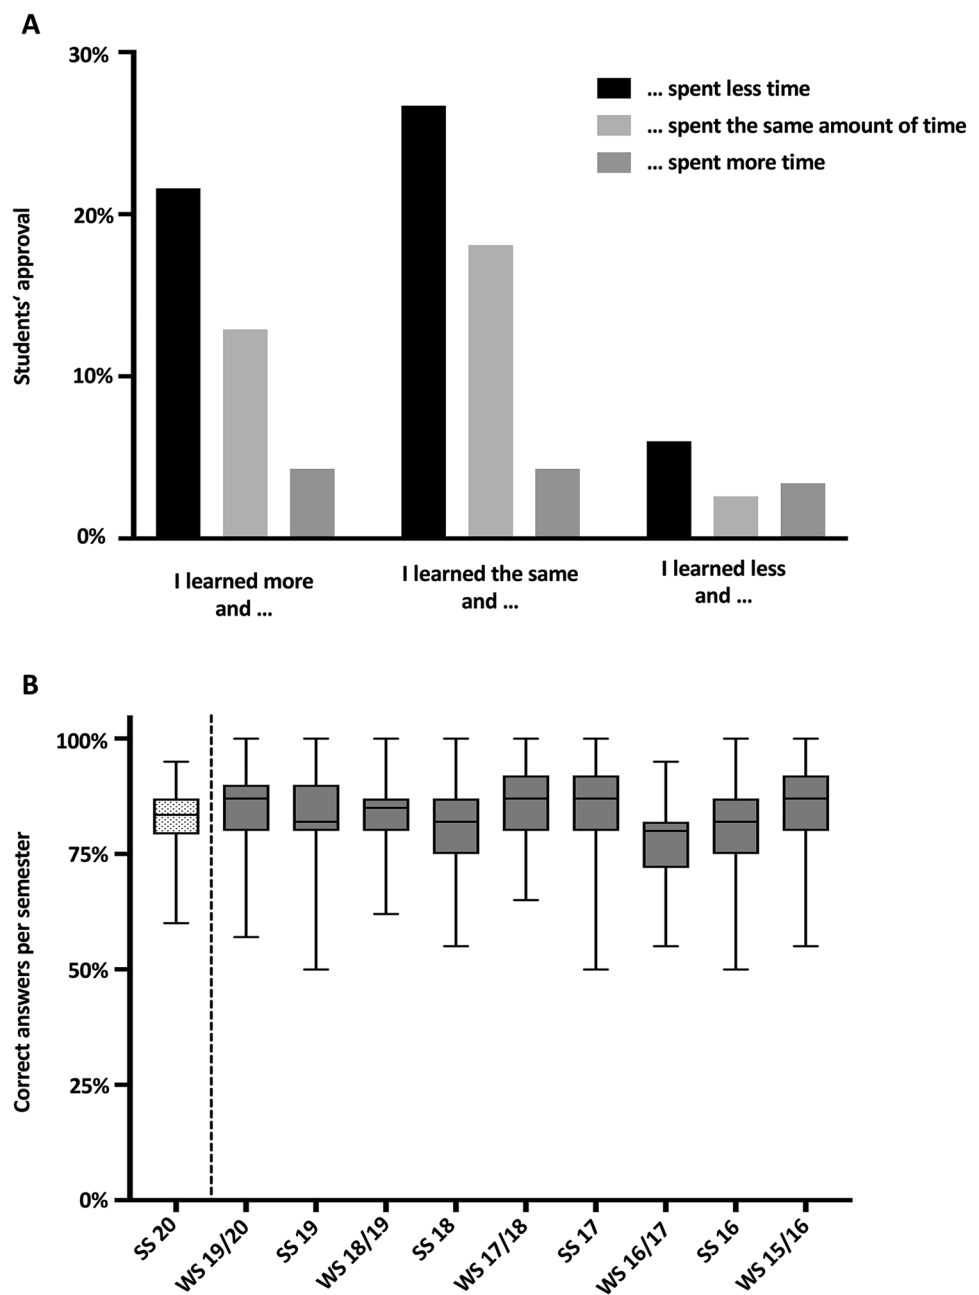 A
30%
20%
10%
0%
Students‘ approval
... spent less time
... spent the same amount of time
... spent more time
I learned more
and ...
I learned the same
and ...
I learned less
and ...
B
100%
75%
50%
25%
0%
Correct answers per semester
SS 20
WS 19/20
SS 19
WS 18/19
SS 18
WS 17/18
SS 17
WS 16/17
SS 16
WS 15/16